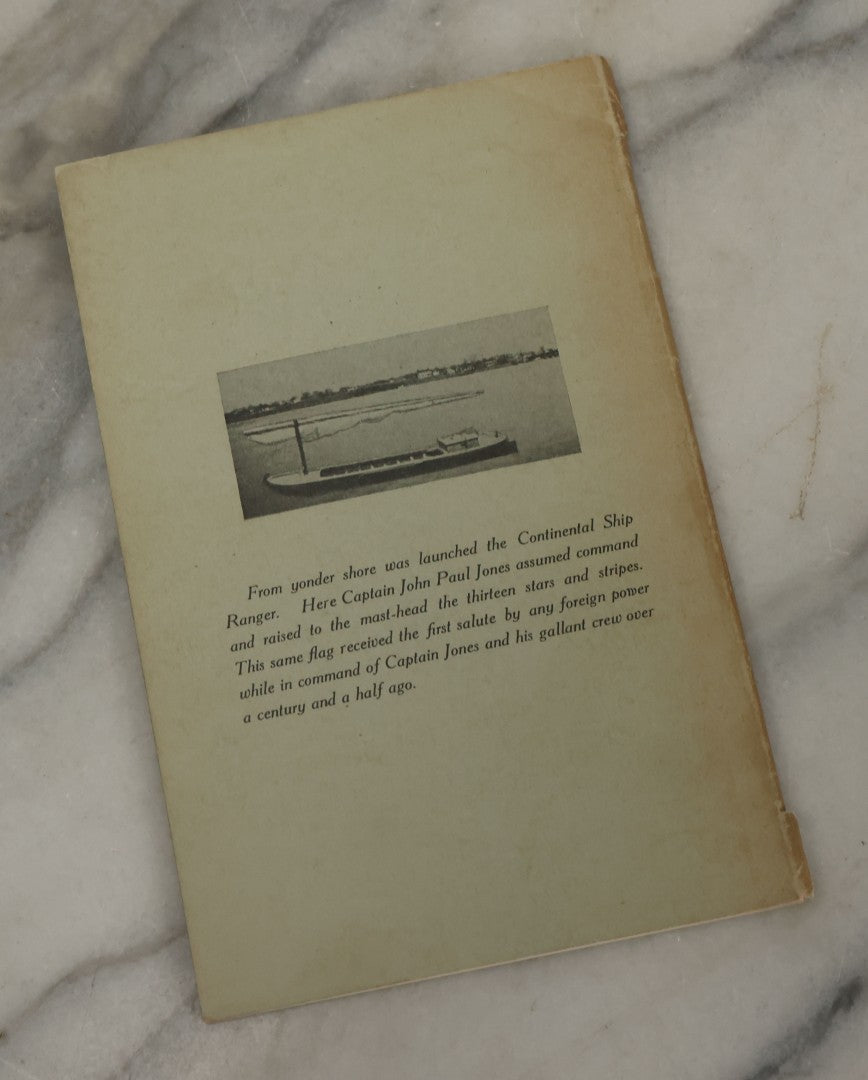 From yonder shore was launched the Continental Ship
Ranger. Here Captain John Paul Jones assumed command
and raised to the mast-head the thirteen stars and stripes.
This same flag received the first salute by any foreign power
while in command of Captain Jones and his gallant crew over
a century and a half ago.